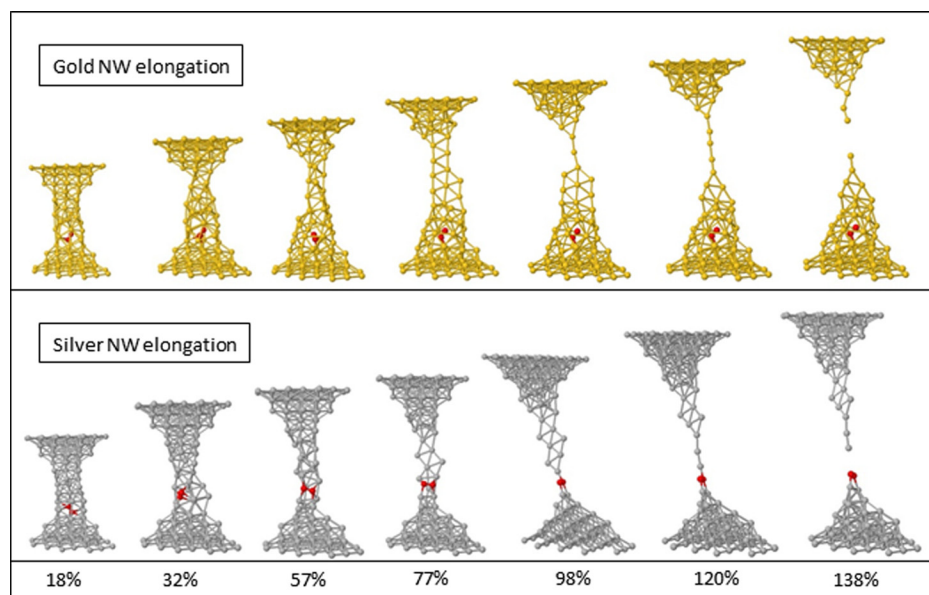 Gold NW elongation
Silver NW elongation
18% 32% 57% 77% 98% 120% 138%